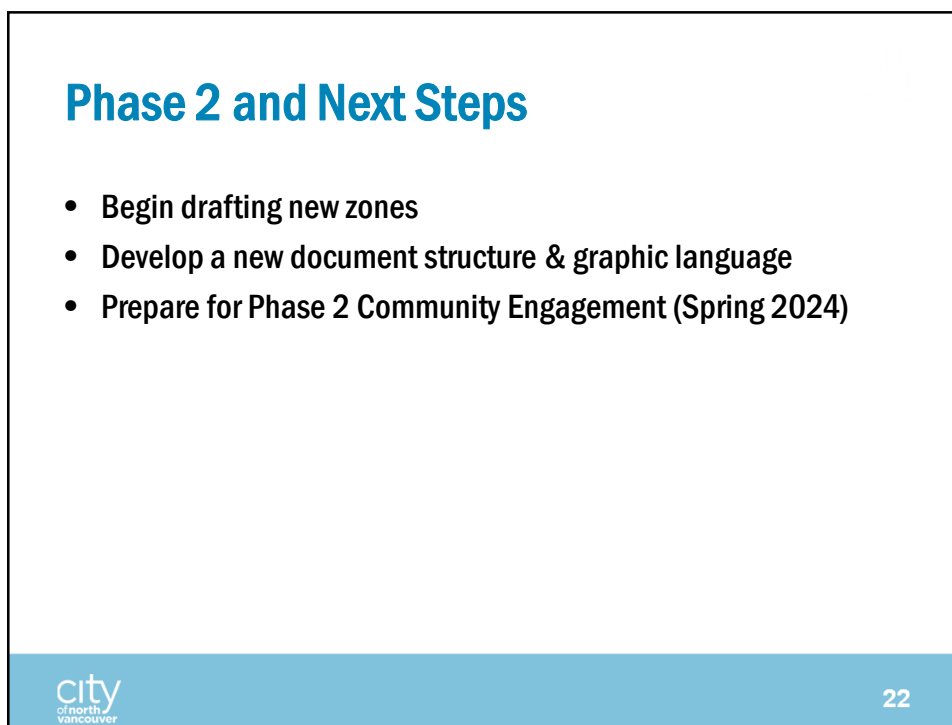 Phase 2 and Next Steps
• Begin drafting new zones
• Develop a new document structure & graphic language
• Prepare for Phase 2 Community Engagement (Spring 2024)
city
of north
vancouver
22